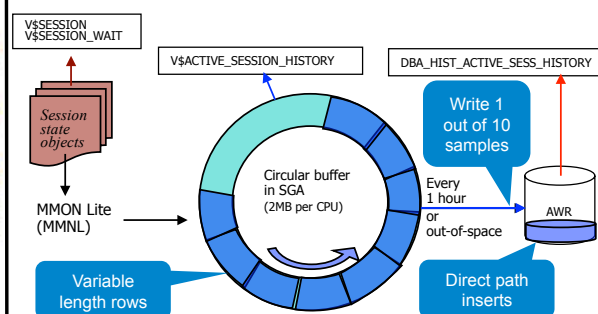 V$SESSION
V$SESSION_WAIT
V$ACTIVE_SESSION_HISTORY
DBA_HIST_ACTIVE_SESS_HISTORY
Session
state
objects
MMON Lite
(MMNL)
Circular buffer
in SGA
(2MB per CPU)
Write 1
out of 10
samples
Every
1 hour
or
out-of-space
AWR
Variable
length rows
Direct path
inserts